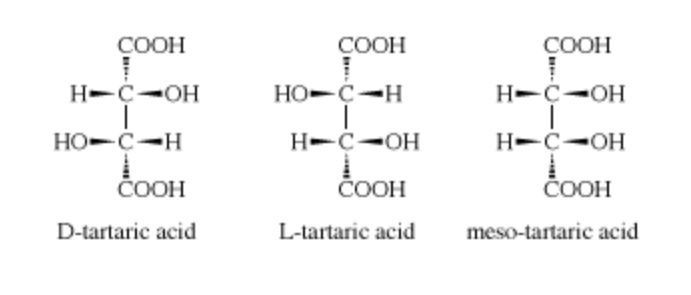 COOH COOH COOH
H C OH HO C H H C OH
HO C H H C OH H C OH
COOH COOH COOH
D-tartaric acid L-tartaric acid meso-tartaric acid